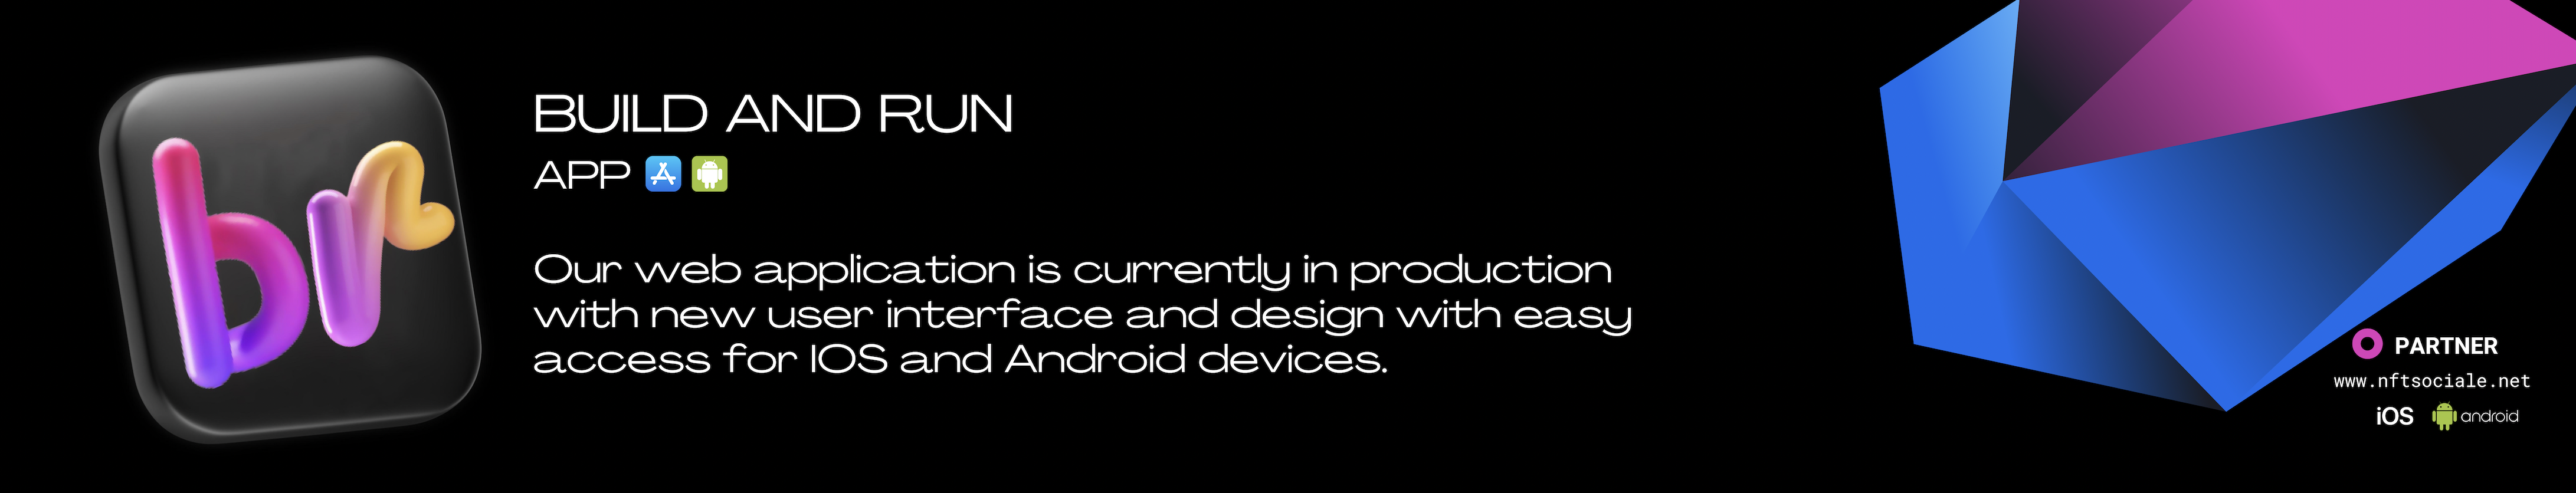 br
BUILD AND RUN
APP
Our web application is currently in production
with new user interface and design with easy
access for IOS and Android devices.
PARTNER
www.nftsociale.net
iOS android